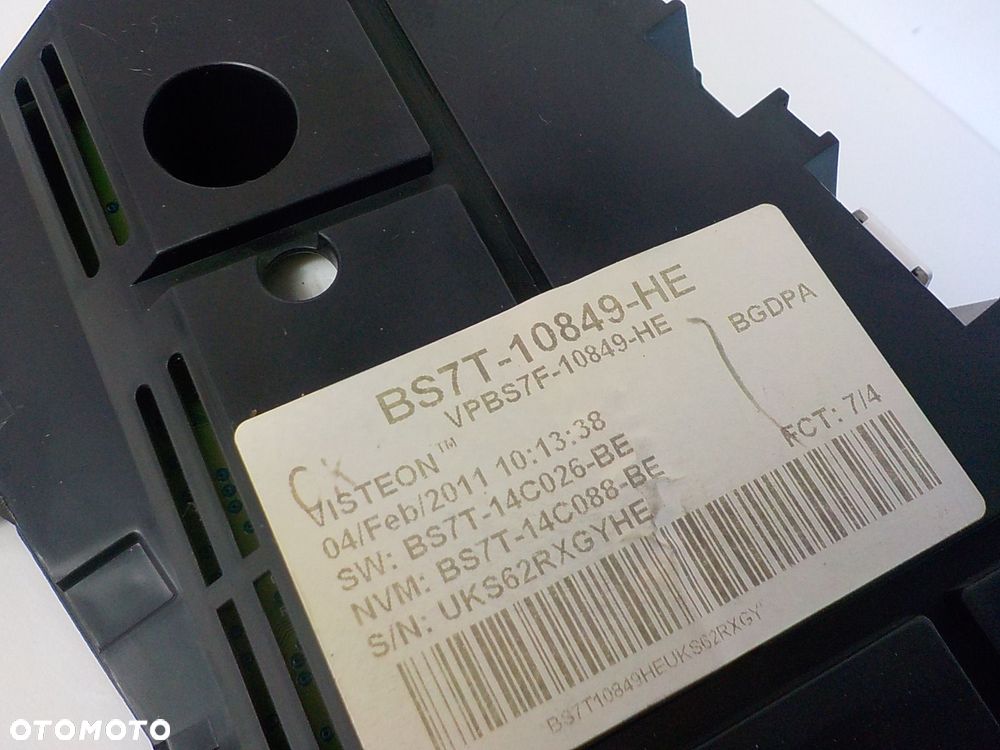 BS7T-10849-HE
VPBS7F-10849-HE
BGDPA
VISTEON™
04/Feb/2011 10:13:38
FCT: 7/4
SW: BS7T-14C026-BE
NVM: BS7T-14C088-BE
S/N: UKS62RXGYHE
BS7T10849HEUKS62RXGY*
OTOMOTO